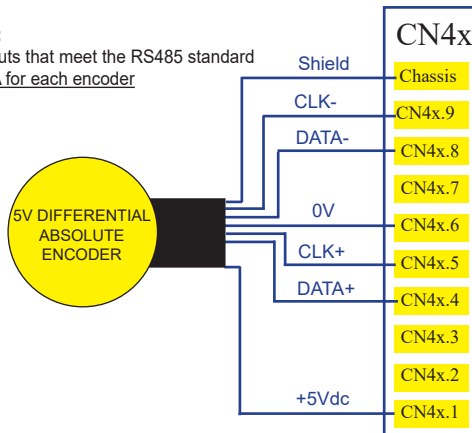 CN4x
that meet the RS485 standard
for each encoder
Shield
Chassis
CLK-
CN4x.9
DATA-
CN4x.8
CN4x.7
5V DIFFERENTIAL
ABSOLUTE
ENCODER
0V
CN4x.6
CLK+
CN4x.5
DATA+
CN4x.4
CN4x.3
CN4x.2
+5Vdc
CN4x.1